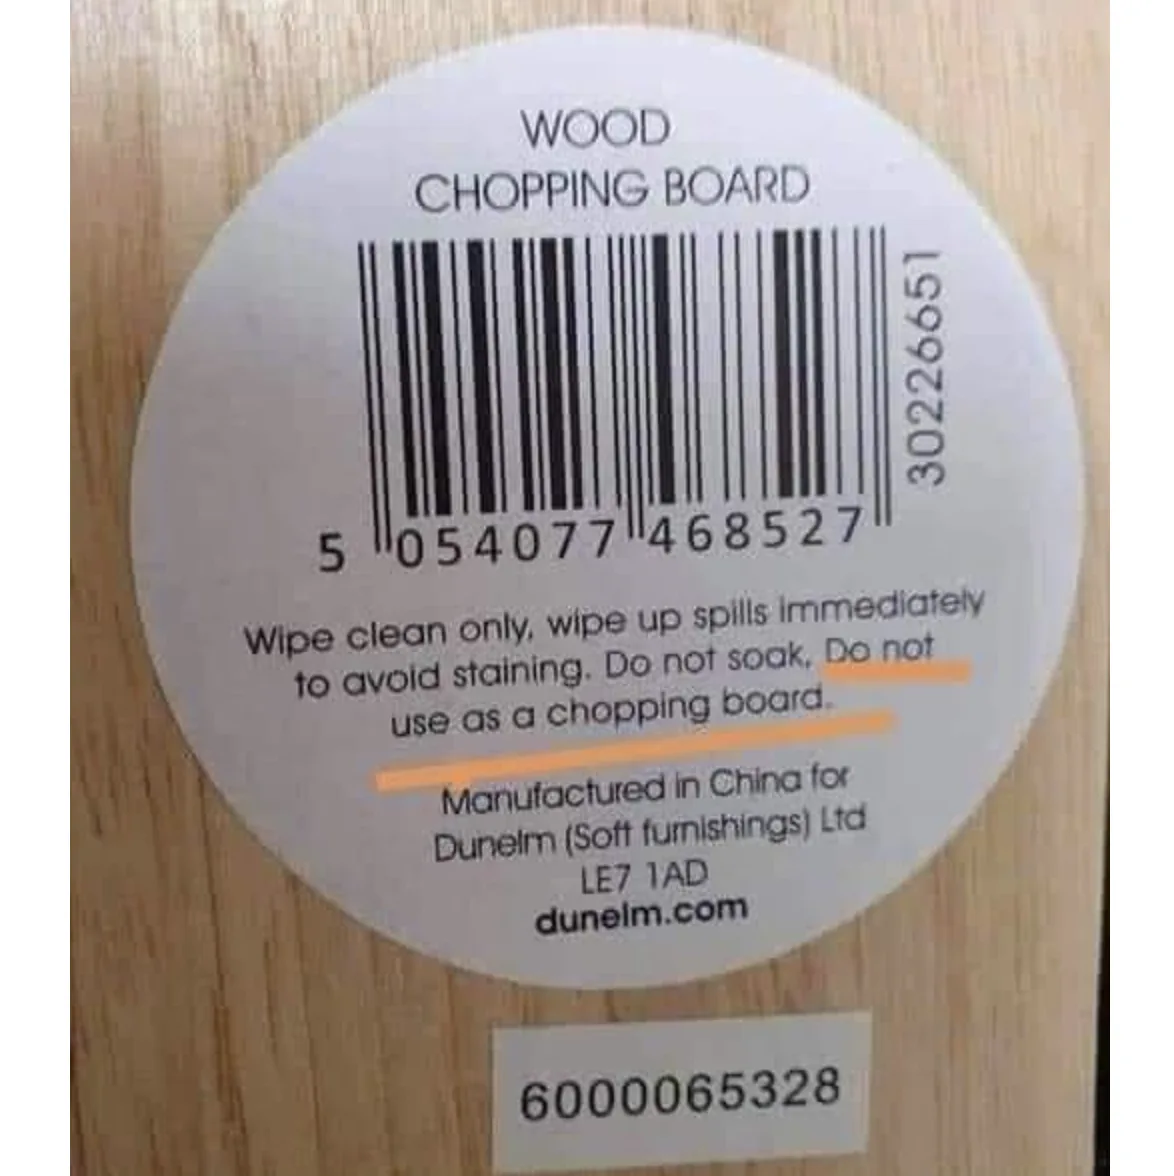 WOOD
CHOPPING BOARD
30226651
5 054077 468527
Wipe clean only, wipe up spills immediately
to avoid staining. Do not soak. Do not
use as a chopping board.
Manufactured in China for
Dunelm (Soft furnishings) Ltd
LE7 1AD
dunelm.com
6000065328